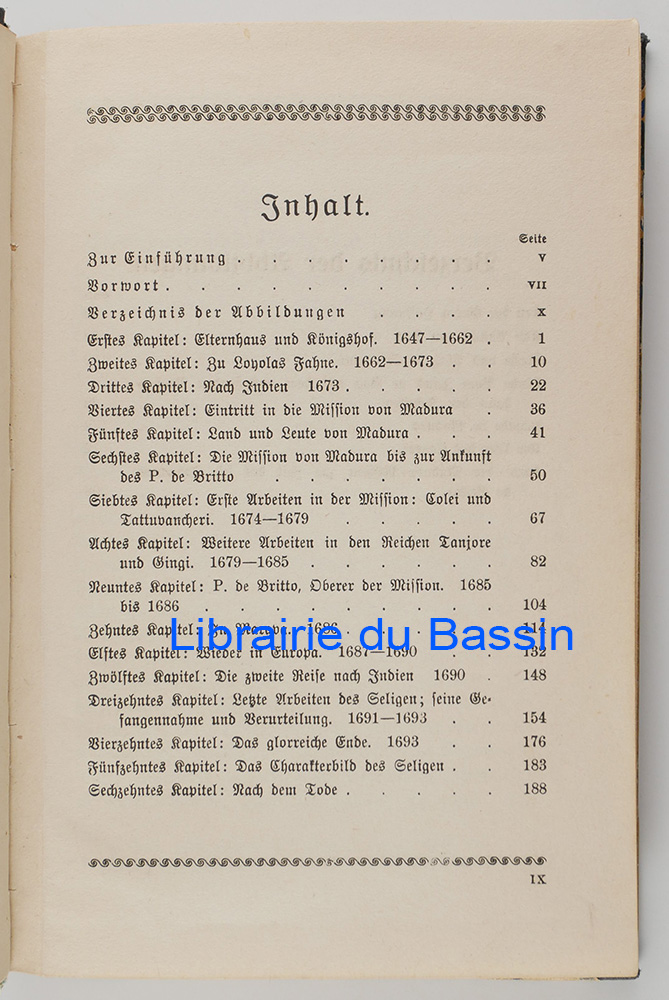 Inhalt.
Seite
Zur Einführung . . . . . . . . V
Vorwort . . . . . . . . . VII
Verzeichnis der Abbildungen . . . . X
Erstes Kapitel: Elternhaus und Königshof. 1647—1662 . 1
Zweites Kapitel: Zu Loyolas Fahne. 1662—1673 . . 10
Drittes Kapitel: Nach Indien 1673 . . . . . 22
Viertes Kapitel: Eintritt in die Mission von Madura . 36
Fünftes Kapitel: Land und Leute von Madura . . . 41
Sechstes Kapitel: Die Mission von Madura bis zur Ankunft
des P. de Britto . . . . . . . 50
Siebtes Kapitel: Erste Arbeiten in der Mission: Colei und
Tattuvancheri. 1674—1679 . . . . . 67
Achtes Kapitel: Weitere Arbeiten in den Reichen Tanjore
und Gingi. 1679—1685 . . . . . . 82
Neuntes Kapitel: P. de Britto, Oberer der Mission. 1685
bis 1686 . . . . . . . . . 104
Zehntes Kapitel: In Marava. 1686 . . . . . 114
Librairie du Bassin
Elftes Kapitel: Wieder in Europa. 1687—1690 . . 132
Zwölftes Kapitel: Die zweite Reise nach Indien 1690 . 148
Dreizehntes Kapitel: Letzte Arbeiten des Seligen; seine Ge-
fangennahme und Verurteilung. 1691—1693 . . 154
Vierzehntes Kapitel: Das glorreiche Ende. 1693 . . 176
Fünfzehntes Kapitel: Das Charakterbild des Seligen . . 183
Sechzehntes Kapitel: Nach dem Tode . . . . . 188
IX